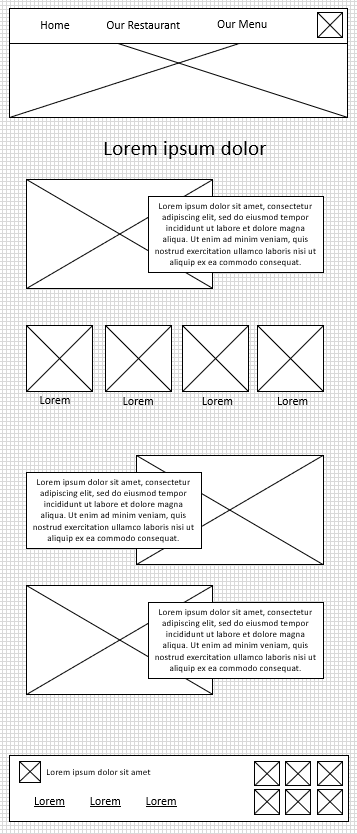 Home Our Restaurant Our Menu
Lorem ipsum dolor
Lorem ipsum dolor sit amet, consectetur
adipiscing elit, sed do eiusmod tempor
incididunt ut labore et dolore magna
aliqua. Ut enim ad minim veniam, quis
nostrud exercitation ullamco laboris nisi ut
aliquip ex ea commodo consequat.
Lorem Lorem Lorem Lorem
Lorem ipsum dolor sit amet, consectetur
adipiscing elit, sed do eiusmod tempor
incididunt ut labore et dolore magna
aliqua. Ut enim ad minim veniam, quis
nostrud exercitation ullamco laboris nisi ut
aliquip ex ea commodo consequat.
Lorem ipsum dolor sit amet, consectetur
adipiscing elit, sed do eiusmod tempor
incididunt ut labore et dolore magna
aliqua. Ut enim ad minim veniam, quis
nostrud exercitation ullamco laboris nisi ut
aliquip ex ea commodo consequat.
Lorem ipsum dolor sit amet
Lorem Lorem Lorem